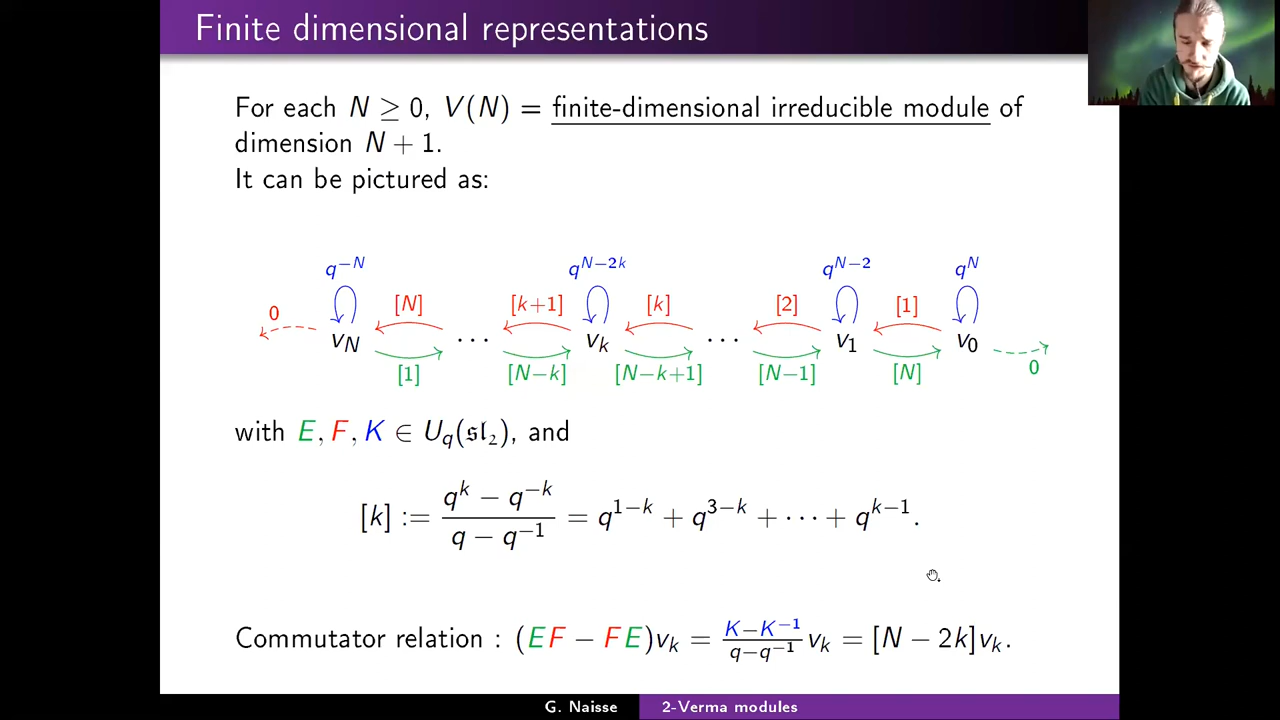 Finite dimensional representations
For each N ≥ 0, V(N) = finite-dimensional irreducible module of
dimension N + 1.
It can be pictured as:
q^{-N} q^{N-2k} q^{N-2} q^N
0 [N] [k+1] [k] [2] [1]
v_N ··· v_k ··· v_1 v_0
[1] [N-k] [N-k+1] [N-1] [N] 0
with E, F, K ∈ U_q(𝔰𝔩_2), and
[k] := \frac{q^k - q^{-k}}{q - q^{-1}} = q^{1-k} + q^{3-k} + ··· + q^{k-1}.
Commutator relation : (EF − FE)v_k = \frac{K-K^{-1}}{q-q^{-1}} v_k = [N − 2k]v_k.
G. Naisse 2-Verma modules